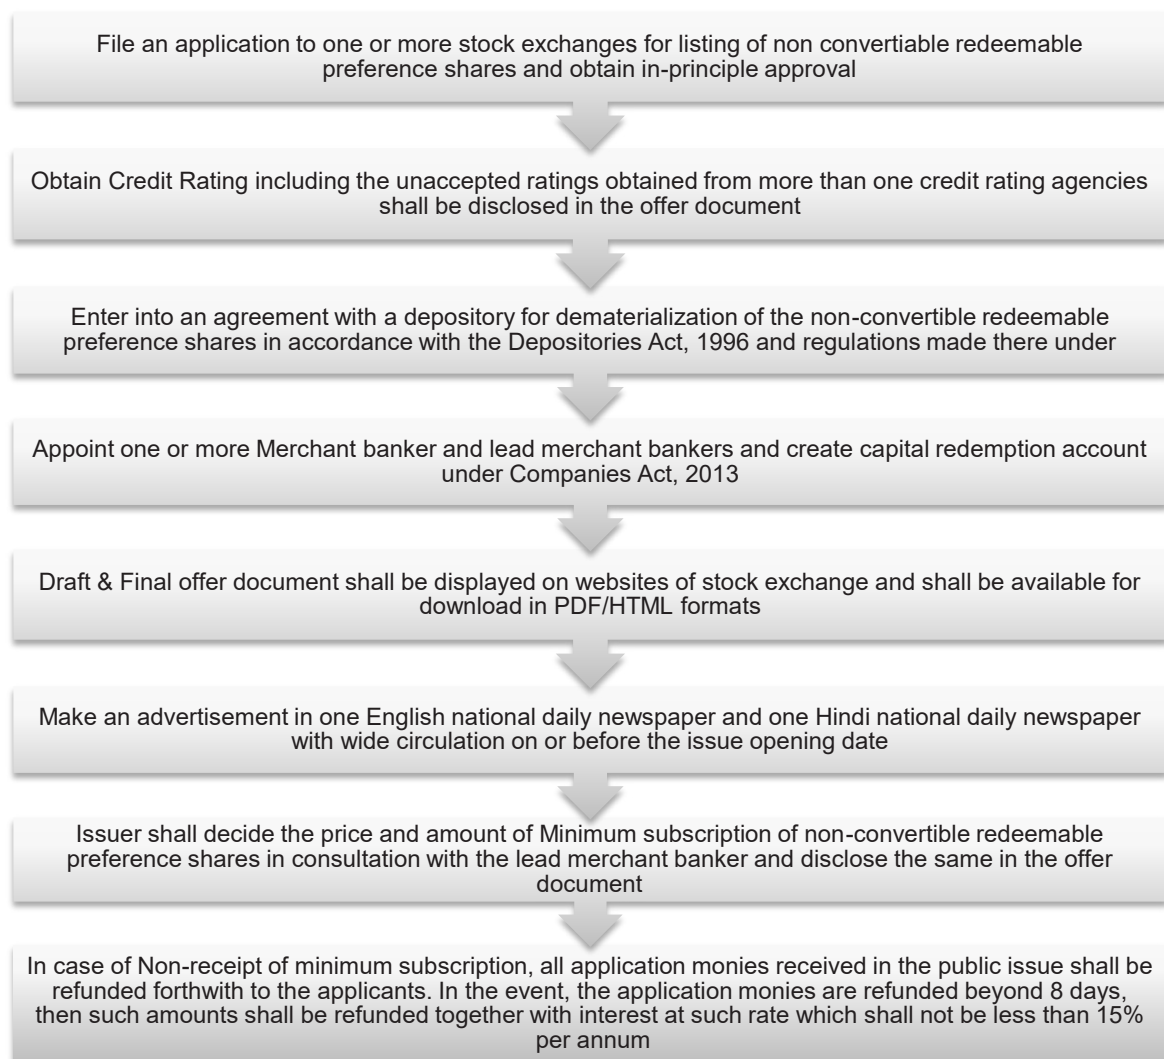 File an application to one or more stock exchanges for listing of non convertiable redeemable
preference shares and obtain in-principle approval
Obtain Credit Rating including the unaccepted ratings obtained from more than one credit rating agencies
shall be disclosed in the offer document
Enter into an agreement with a depository for dematerialization of the non-convertible redeemable
preference shares in accordance with the Depositories Act, 1996 and regulations made there under
Appoint one or more Merchant banker and lead merchant bankers and create capital redemption account
under Companies Act, 2013
Draft & Final offer document shall be displayed on websites of stock exchange and shall be available for
download in PDF/HTML formats
Make an advertisement in one English national daily newspaper and one Hindi national daily newspaper
with wide circulation on or before the issue opening date
Issuer shall decide the price and amount of Minimum subscription of non-convertible redeemable
preference shares in consultation with the lead merchant banker and disclose the same in the offer
document
In case of Non-receipt of minimum subscription, all application monies received in the public issue shall be
refunded forthwith to the applicants. In the event, the application monies are refunded beyond 8 days,
then such amounts shall be refunded together with interest at such rate which shall not be less than 15%
per annum